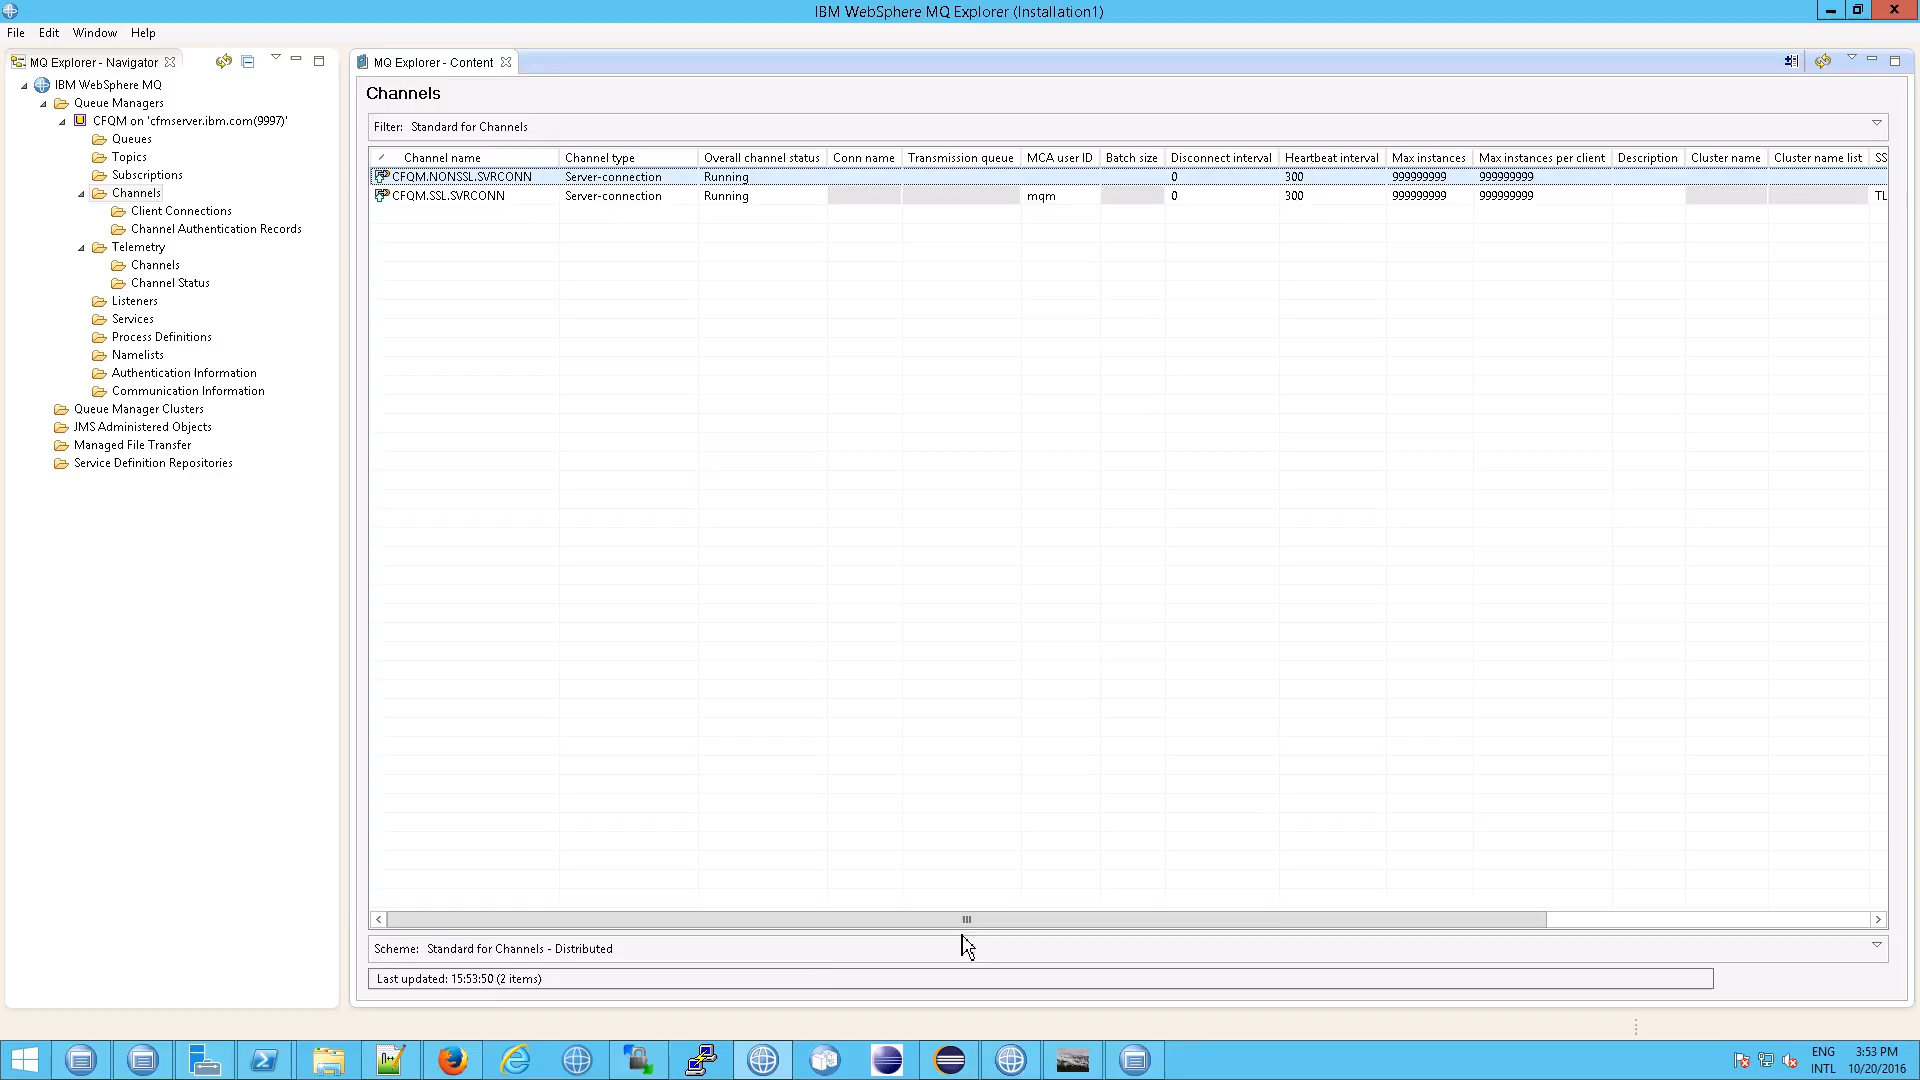 IBM WebSphere MQ Explorer (Installation1)
File Edit Window Help
MQ Explorer - Navigator
MQ Explorer - Content
IBM WebSphere MQ
Queue Managers
CFQM on 'cfmserver.ibm.com(9997)'
Queues
Topics
Subscriptions
Channels
Client Connections
Channel Authentication Records
Telemetry
Channels
Channel Status
Listeners
Services
Process Definitions
Namelists
Authentication Information
Communication Information
Queue Manager Clusters
JMS Administered Objects
Managed File Transfer
Service Definition Repositories
Channels
Filter: Standard for Channels
Channel name Channel type Overall channel status Conn name Transmission queue MCA user ID Batch size Disconnect interval Heartbeat interval Max instances Max instances per client Description Cluster name Cluster name list SS
CFQM.NONSSL.SVRCONN Server-connection Running 0 300 999999999 999999999
CFQM.SSL.SVRCONN Server-connection Running mqm 0 300 999999999 999999999 TL
Scheme: Standard for Channels - Distributed
Last updated: 15:53:50 (2 items)
ENG 3:53 PM
INTL 10/20/2016